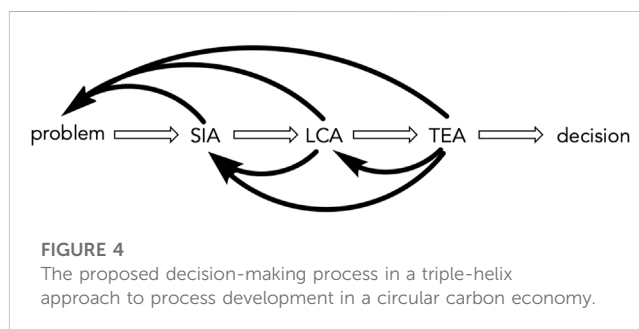 problem SIA LCA TEA decision
FIGURE 4
The proposed decision-making process in a triple-helix
approach to process development in a circular carbon economy.